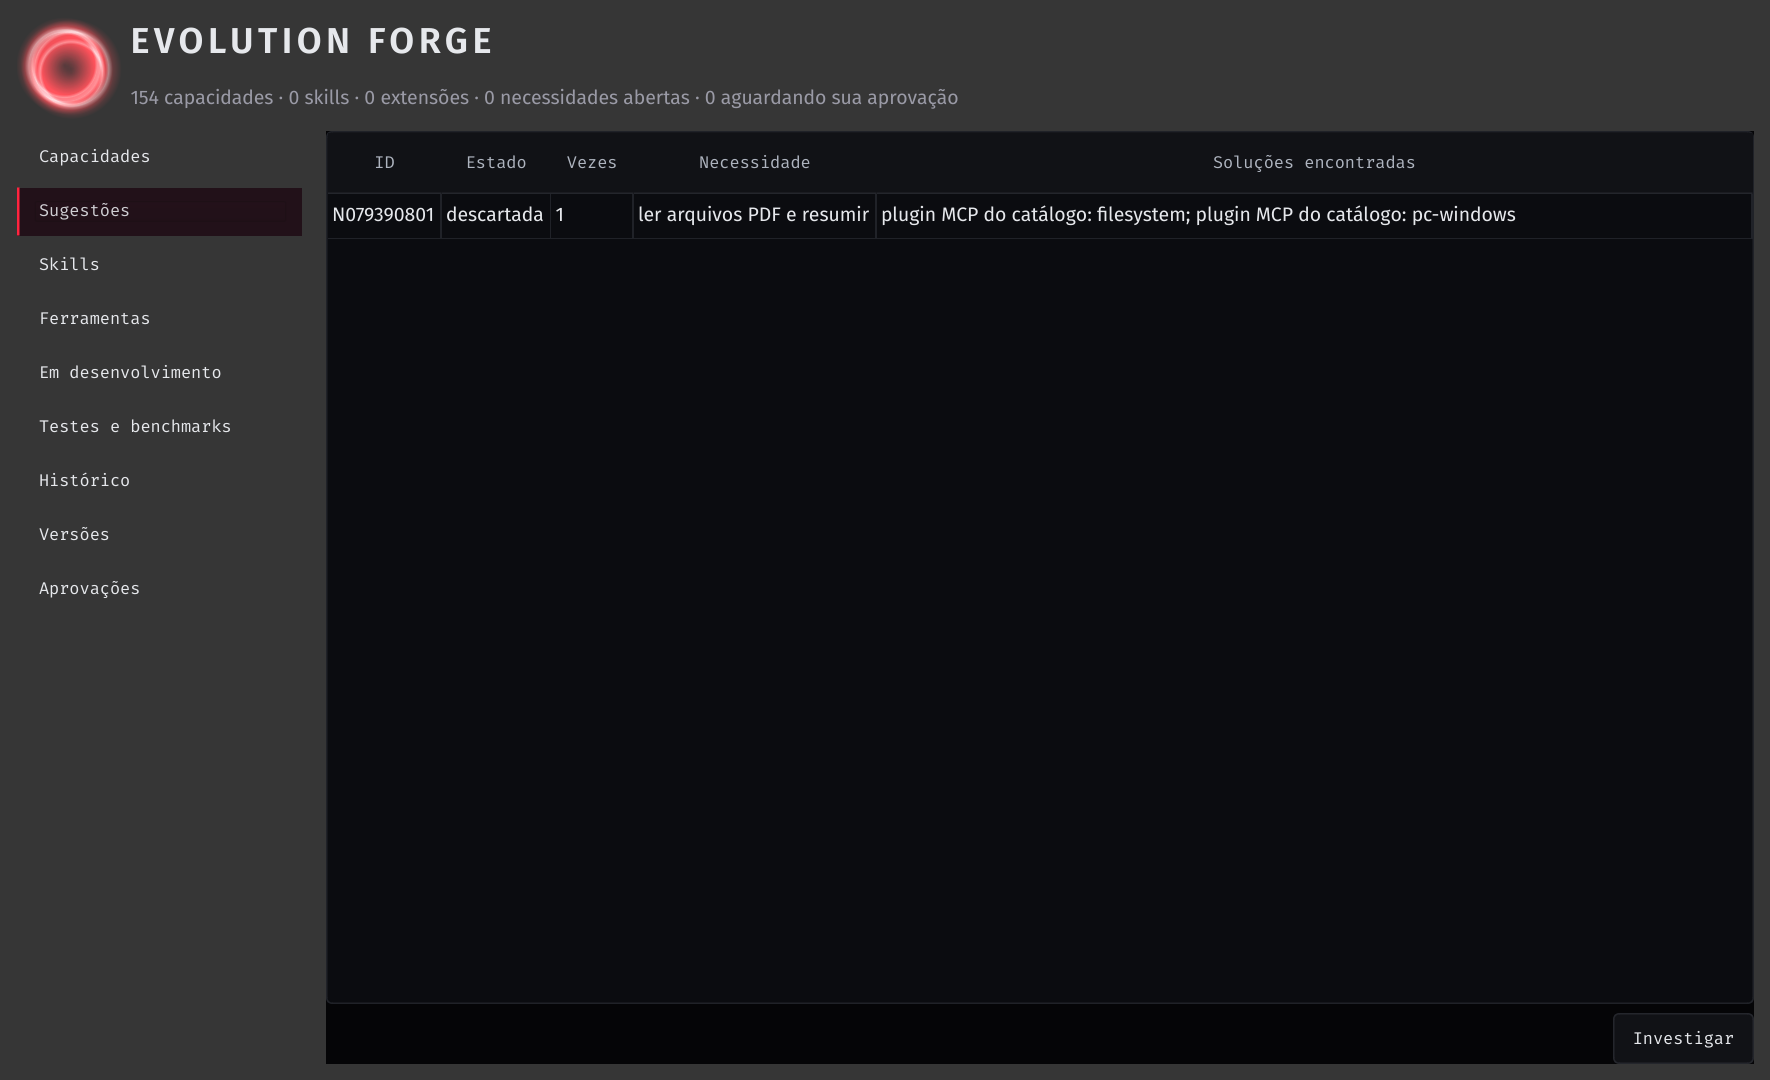 EVOLUTION FORGE
154 capacidades · 0 skills · 0 extensões · 0 necessidades abertas · 0 aguardando sua aprovação
Capacidades
Sugestões
Skills
Ferramentas
Em desenvolvimento
Testes e benchmarks
Histórico
Versões
Aprovações
ID Estado Vezes Necessidade Soluções encontradas
N079390801 descartada 1 ler arquivos PDF e resumir plugin MCP do catálogo: filesystem; plugin MCP do catálogo: pc-windows
Investigar